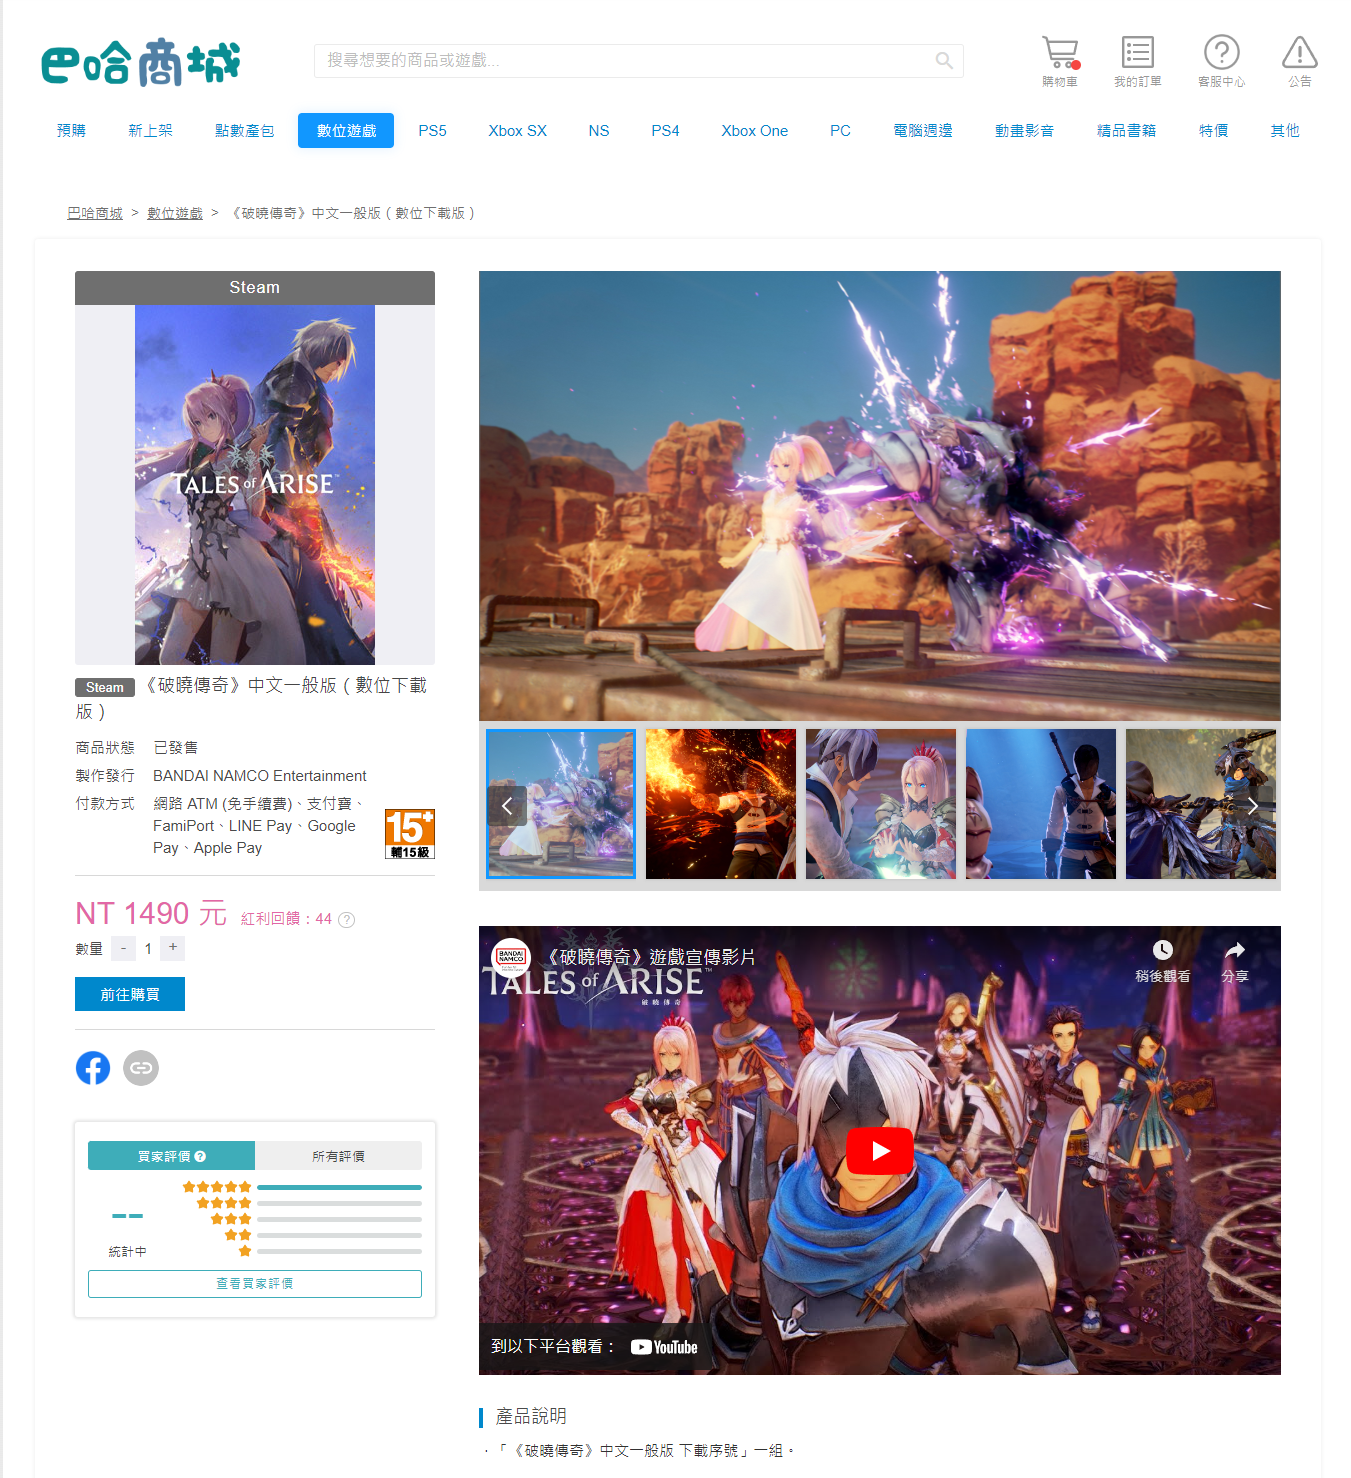 巴哈商城
搜尋想要的商品或遊戲...
購物車
我的訂單
客服中心
公告
預購 新上架 點數產包 數位遊戲 PS5 Xbox SX NS PS4 Xbox One PC 電腦週邊 動畫影音 精品書籍 特價 其他
巴哈商城 > 數位遊戲 > 《破曉傳奇》中文一般版 ( 數位下載版 )
Steam
TALES of ARISE
Steam 《破曉傳奇》中文一般版 ( 數位下載
版 )
商品狀態 已發售
製作發行 BANDAI NAMCO Entertainment
付款方式 網路 ATM (免手續費)、支付寶、
FamiPort、LINE Pay、Google
Pay、Apple Pay
15+
輔15級
NT 1490 元 紅利回饋 : 44 ?
數量 - 1 +
前往購買
買家評價 ?
所有評價
--
統計中
查看買家評價
BANDAI
NAMCO
《破曉傳奇》遊戲宣傳影片
稍後觀看
分享
TALES of ARISE
破曉傳奇
到以下平台觀看： YouTube
產品說明
．「《破曉傳奇》中文一般版 下載序號」一組。